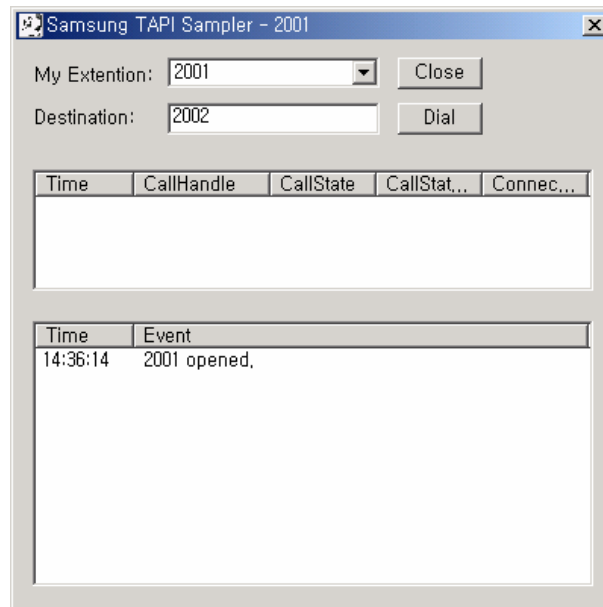 Samsung TAPI Sampler - 2001
My Extention: 2001 Close
Destination: 2002 Dial
Time CallHandle CallState CallStat... Connec...
Time Event
14:36:14 2001 opened.